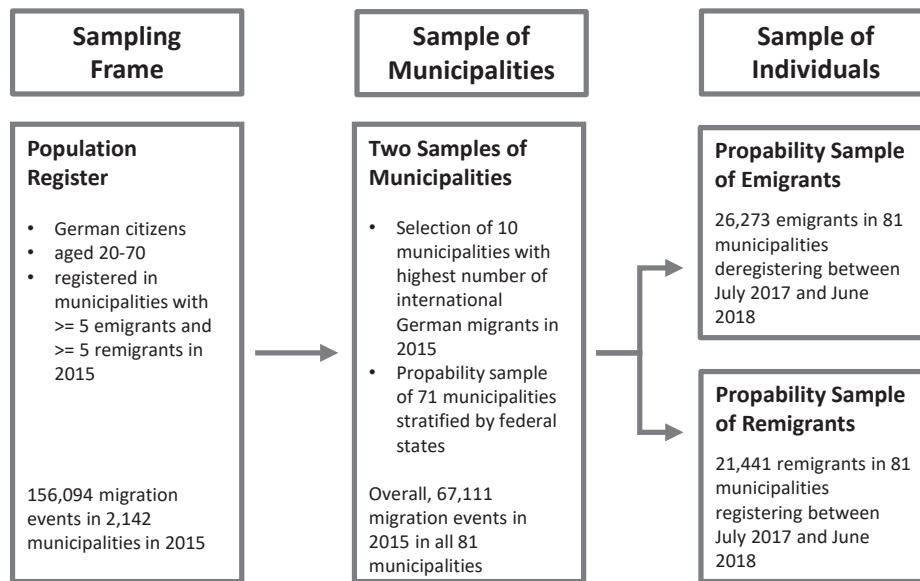 Sampling
Frame
Sample of
Municipalities
Sample of
Individuals
Population
Register
• German citizens
• aged 20-70
• registered in
municipalities with
>= 5 emigrants and
>= 5 remigrants in
2015
156,094 migration
events in 2,142
municipalities in 2015
Two Samples of
Municipalities
• Selection of 10
municipalities with
highest number of
international
German migrants in
2015
• Propability sample
of 71 municipalities
stratified by federal
states
Overall, 67,111
migration events in
2015 in all 81
municipalities
Propability Sample
of Emigrants
26,273 emigrants in 81
municipalities
deregistering between
July 2017 and June
2018
Propability Sample
of Remigrants
21,441 remigrants in 81
municipalities
registering between
July 2017 and June
2018